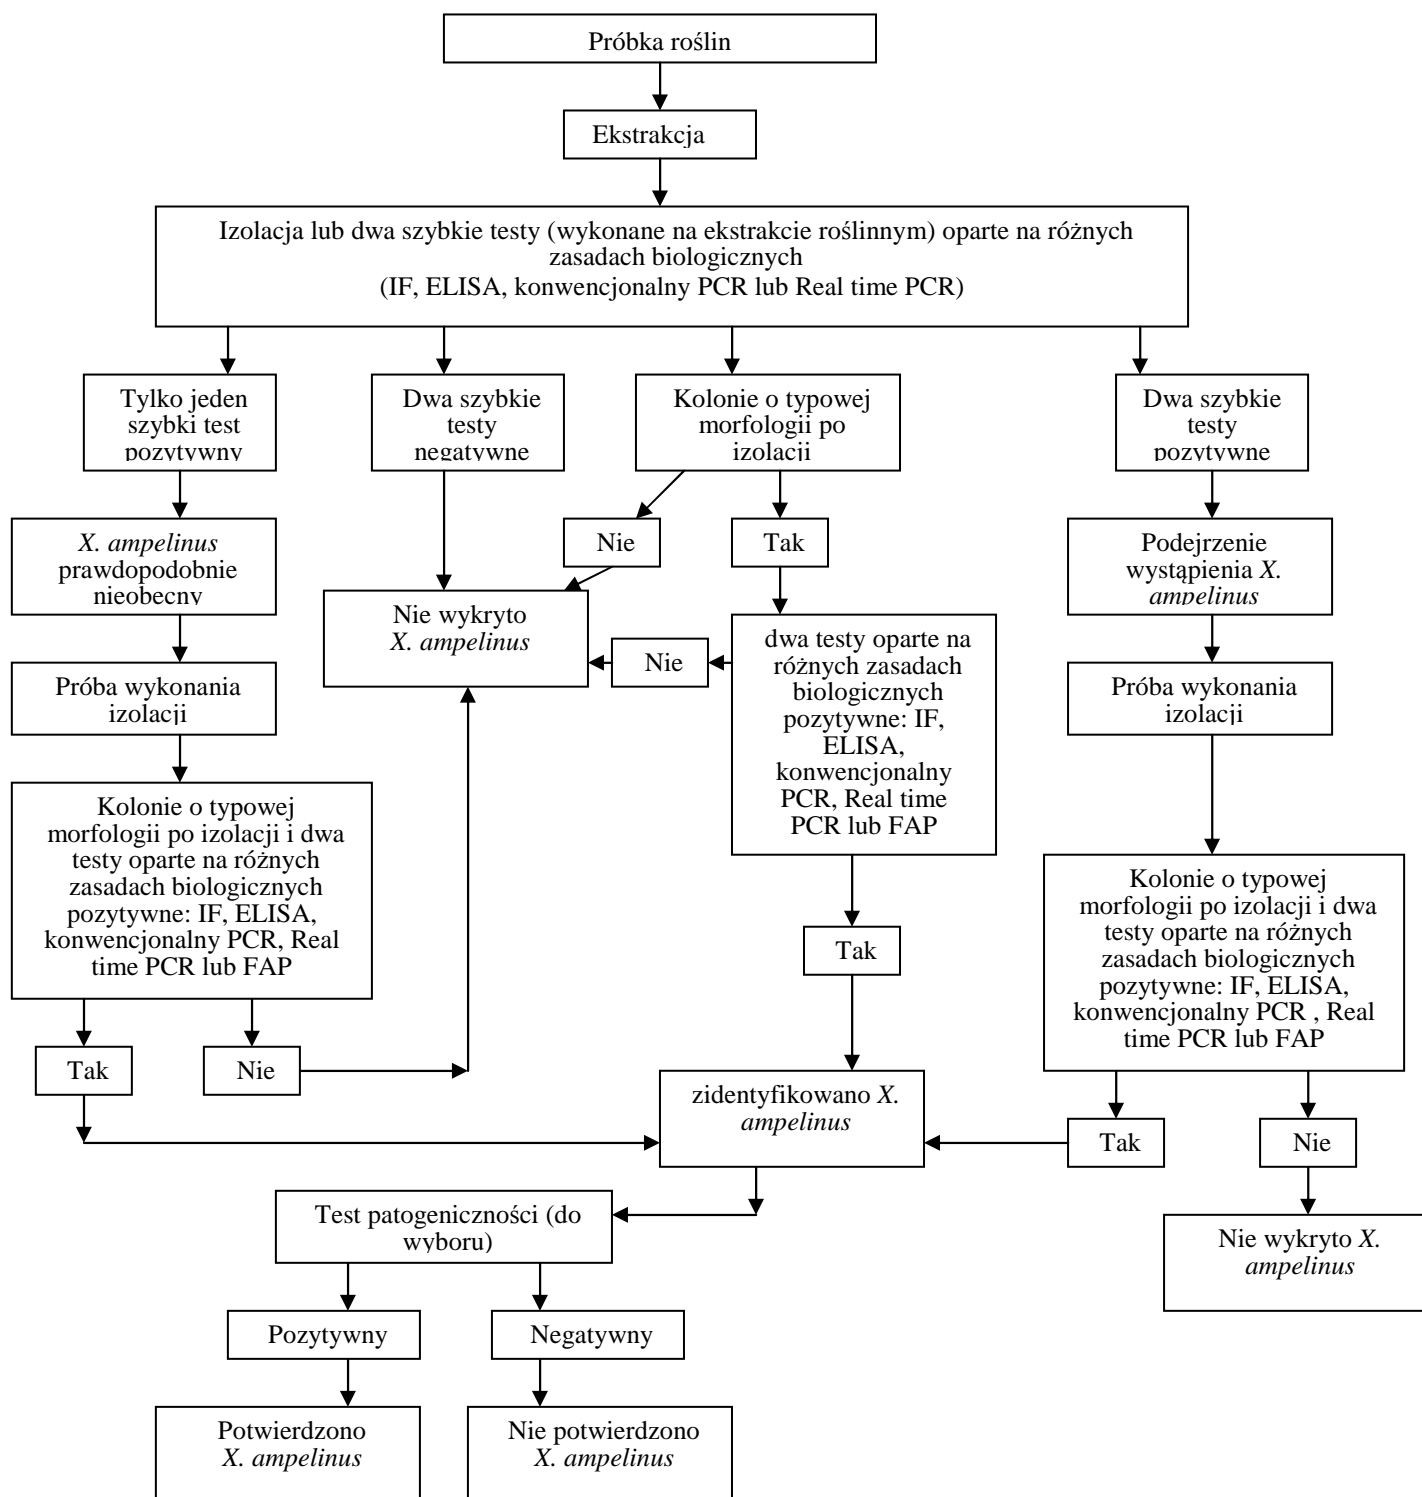 Próbka roślin
Ekstrakcja
Izolacja lub dwa szybkie testy (wykonane na ekstrakcie roślinnym) oparte na różnych
zasadach biologicznych
(IF, ELISA, konwencjonalny PCR lub Real time PCR)
Tylko jeden
szybki test
pozytywny
Dwa szybkie
testy
negatywne
Kolonie o typowej
morfologii po
izolacji
Dwa szybkie
testy
pozytywne
X. ampelinus
prawdopodobnie
nieobecny
Nie
Tak
Podejrzenie
wystąpienia X.
ampelinus
Nie wykryto
X. ampelinus
Nie
dwa testy oparte na
różnych zasadach
biologicznych
pozytywne: IF,
ELISA,
konwencjonalny
PCR, Real time
PCR lub FAP
Próba wykonania
izolacji
Próba wykonania
izolacji
Kolonie o typowej
morfologii po izolacji i dwa
testy oparte na różnych
zasadach biologicznych
pozytywne: IF, ELISA,
konwencjonalny PCR, Real
time PCR lub FAP
Kolonie o typowej
morfologii po izolacji i dwa
testy oparte na różnych
zasadach biologicznych
pozytywne: IF, ELISA,
konwencjonalny PCR , Real
time PCR lub FAP
Tak
Tak
Nie
zidentyfikowano X.
ampelinus
Tak
Nie
Test patogeniczności (do
wyboru)
Nie wykryto X.
ampelinus
Pozytywny
Negatywny
Potwierdzono
X. ampelinus
Nie potwierdzono
X. ampelinus